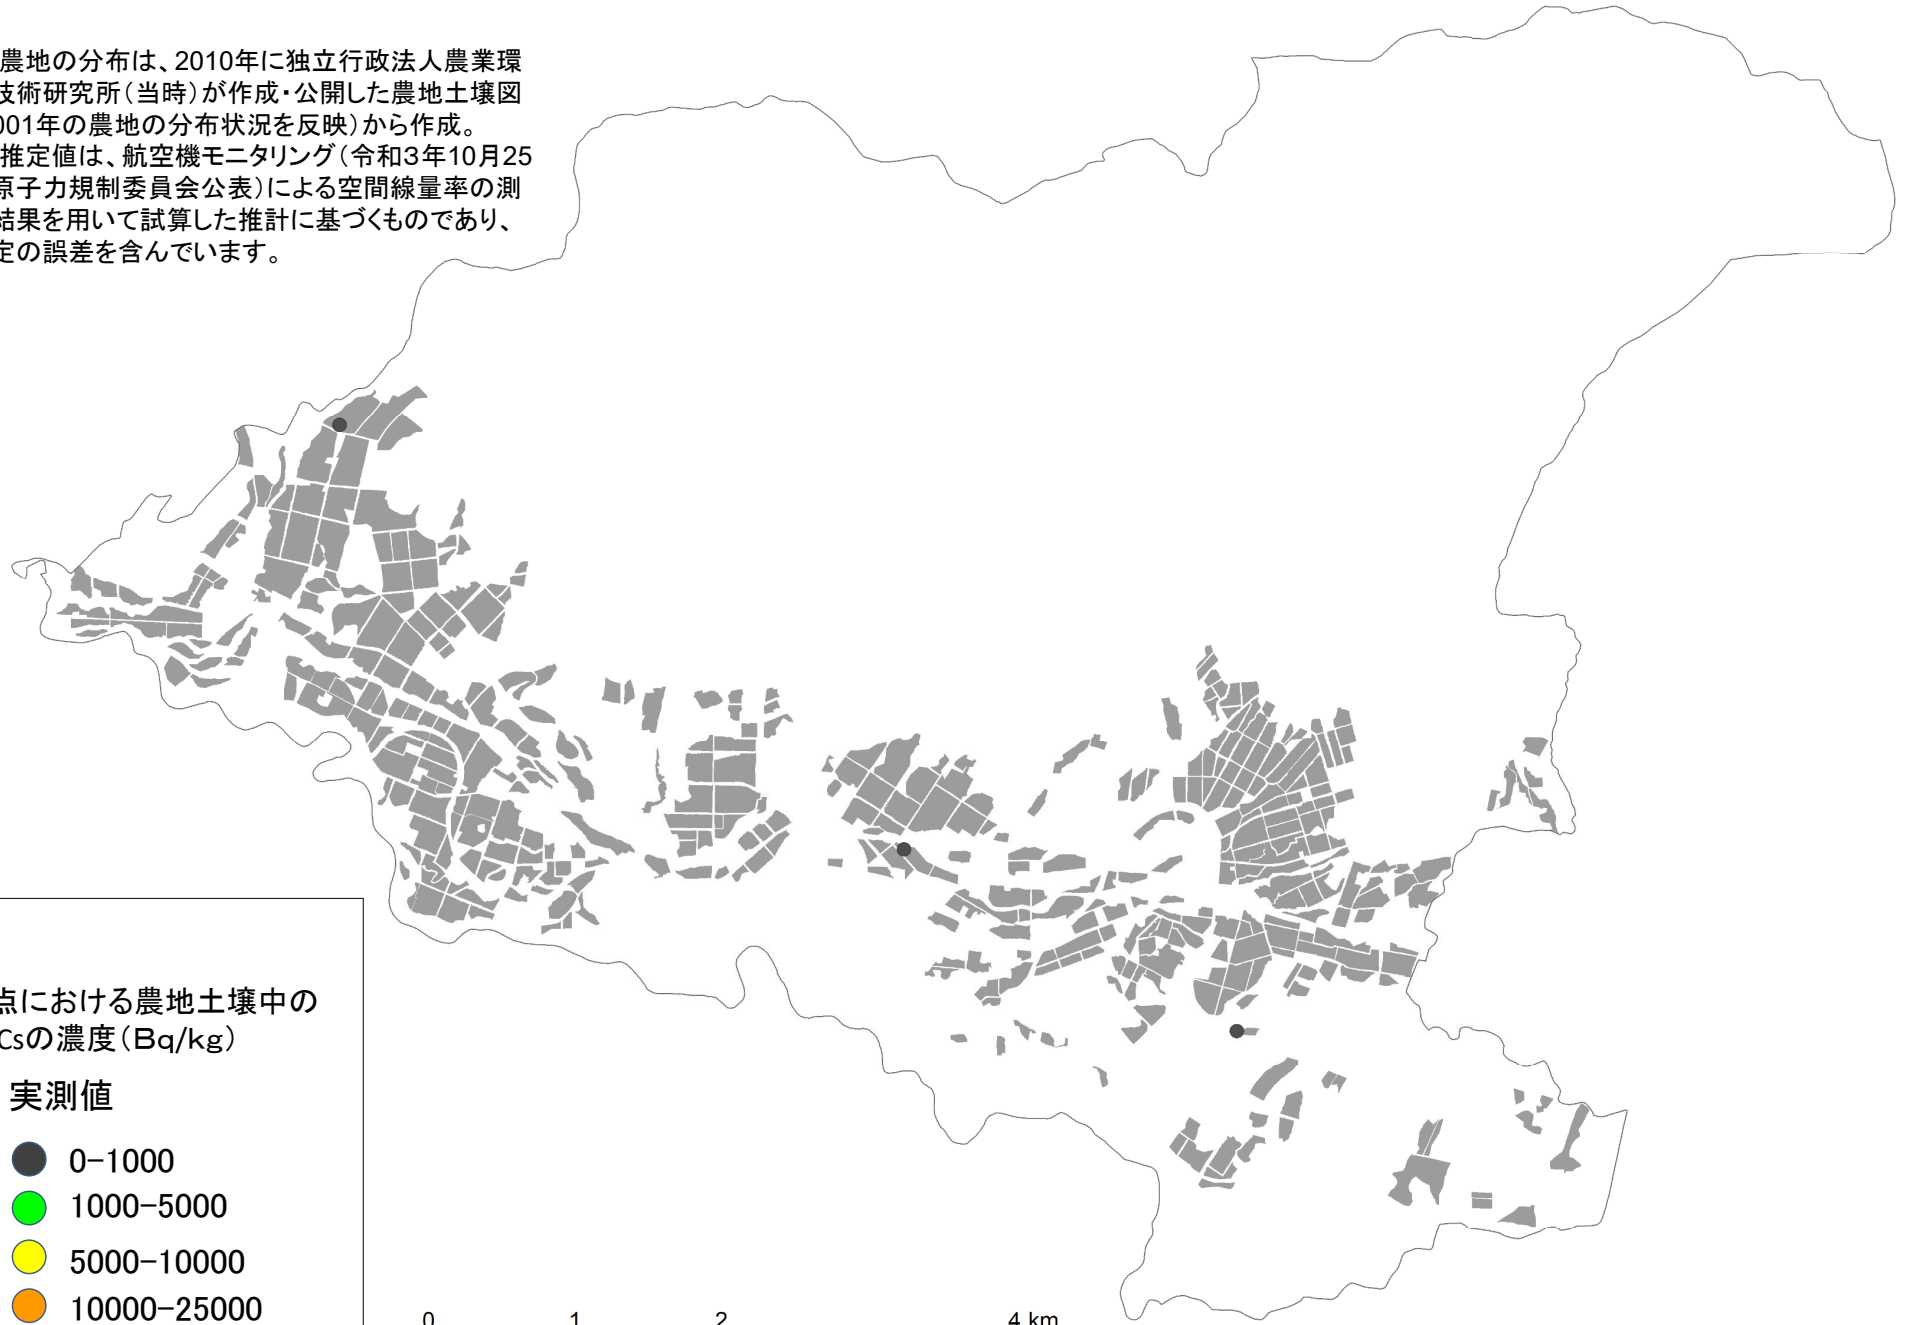 農地の分布は、2010年に独立行政法人農業環
技術研究所(当時)が作成・公開した農地土壌図
001年の農地の分布状況を反映)から作成。
推定値は、航空機モニタリング(令和3年10月25
原子力規制委員会公表)による空間線量率の測
結果を用いて試算した推計に基づくものであり、
定の誤差を含んでいます。
点における農地土壌中の
Csの濃度(Bq/kg)
実測値
0-1000
1000-5000
5000-10000
10000-25000
0 1 2 4 km